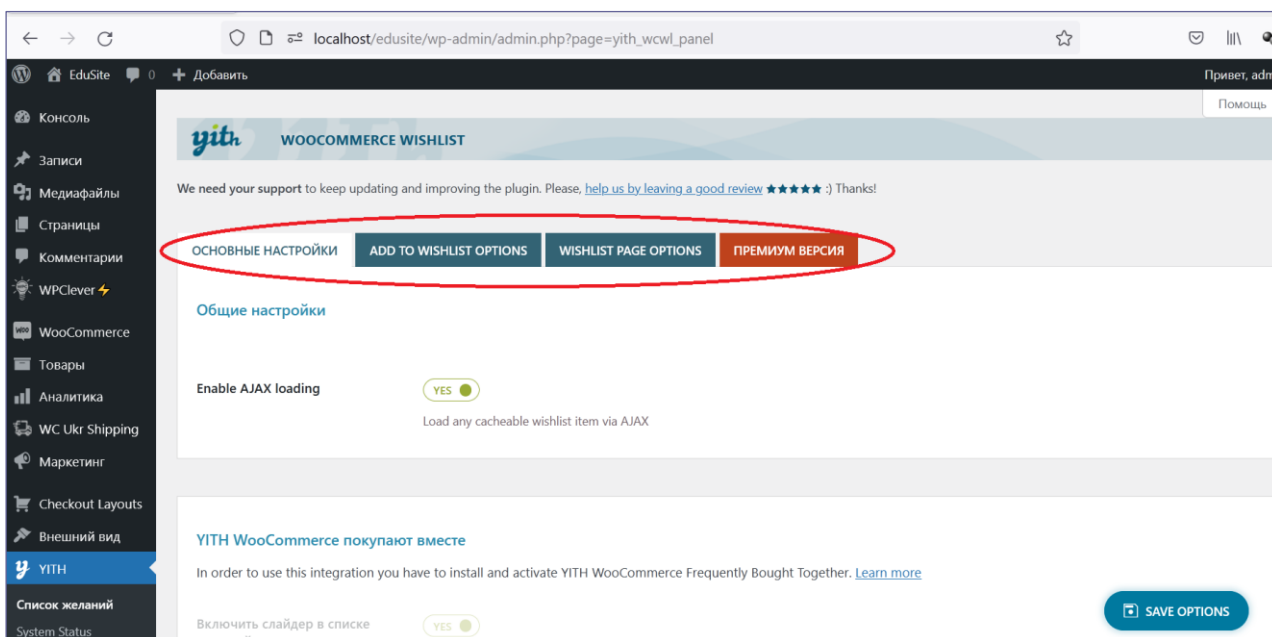 localhost/edusite/wp-admin/admin.php?page=yith_wcwl_panel
EduSite 0 Добавить
Привет, adm
Помощь
Консоль
Записи
Медиафайлы
Страницы
Комментарии
WPClever
WooCommerce
Товары
Аналитика
WC Ukr Shipping
Маркетинг
Checkout Layouts
Внешний вид
YITH
Список желаний
System Status
yith WOOCOMMERCE WISHLIST
We need your support to keep updating and improving the plugin. Please, help us by leaving a good review ★★★★★ :) Thanks!
ОСНОВНЫЕ НАСТРОЙКИ ADD TO WISHLIST OPTIONS WISHLIST PAGE OPTIONS ПРЕМИУМ ВЕРСИЯ
Общие настройки
Enable AJAX loading YES
Load any cacheable wishlist item via AJAX
YITH WooCommerce покупают вместе
In order to use this integration you have to install and activate YITH WooCommerce Frequently Bought Together. Learn more
Включить слайдер в списке YES
SAVE OPTIONS